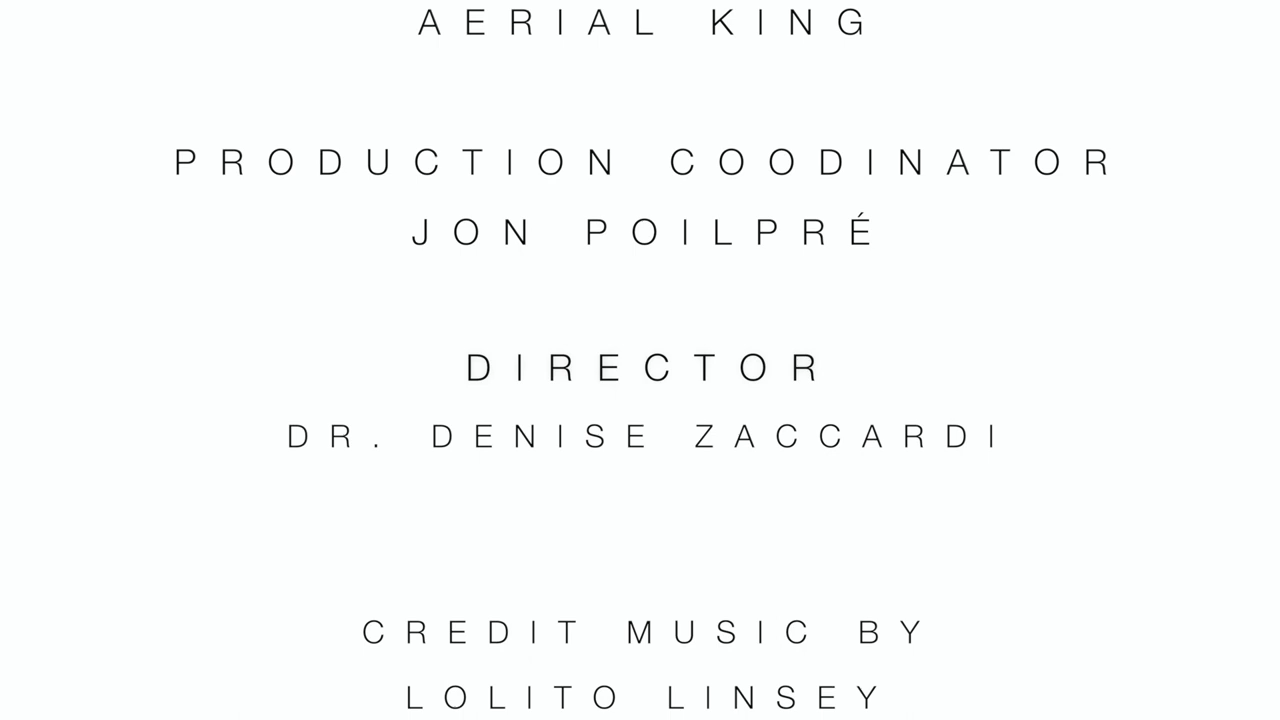 AERIAL KING
PRODUCTION COODINATOR
JON POILPRÉ
DIRECTOR
DR. DENISE ZACCARDI
CREDIT MUSIC BY
LOLITO LINSEY